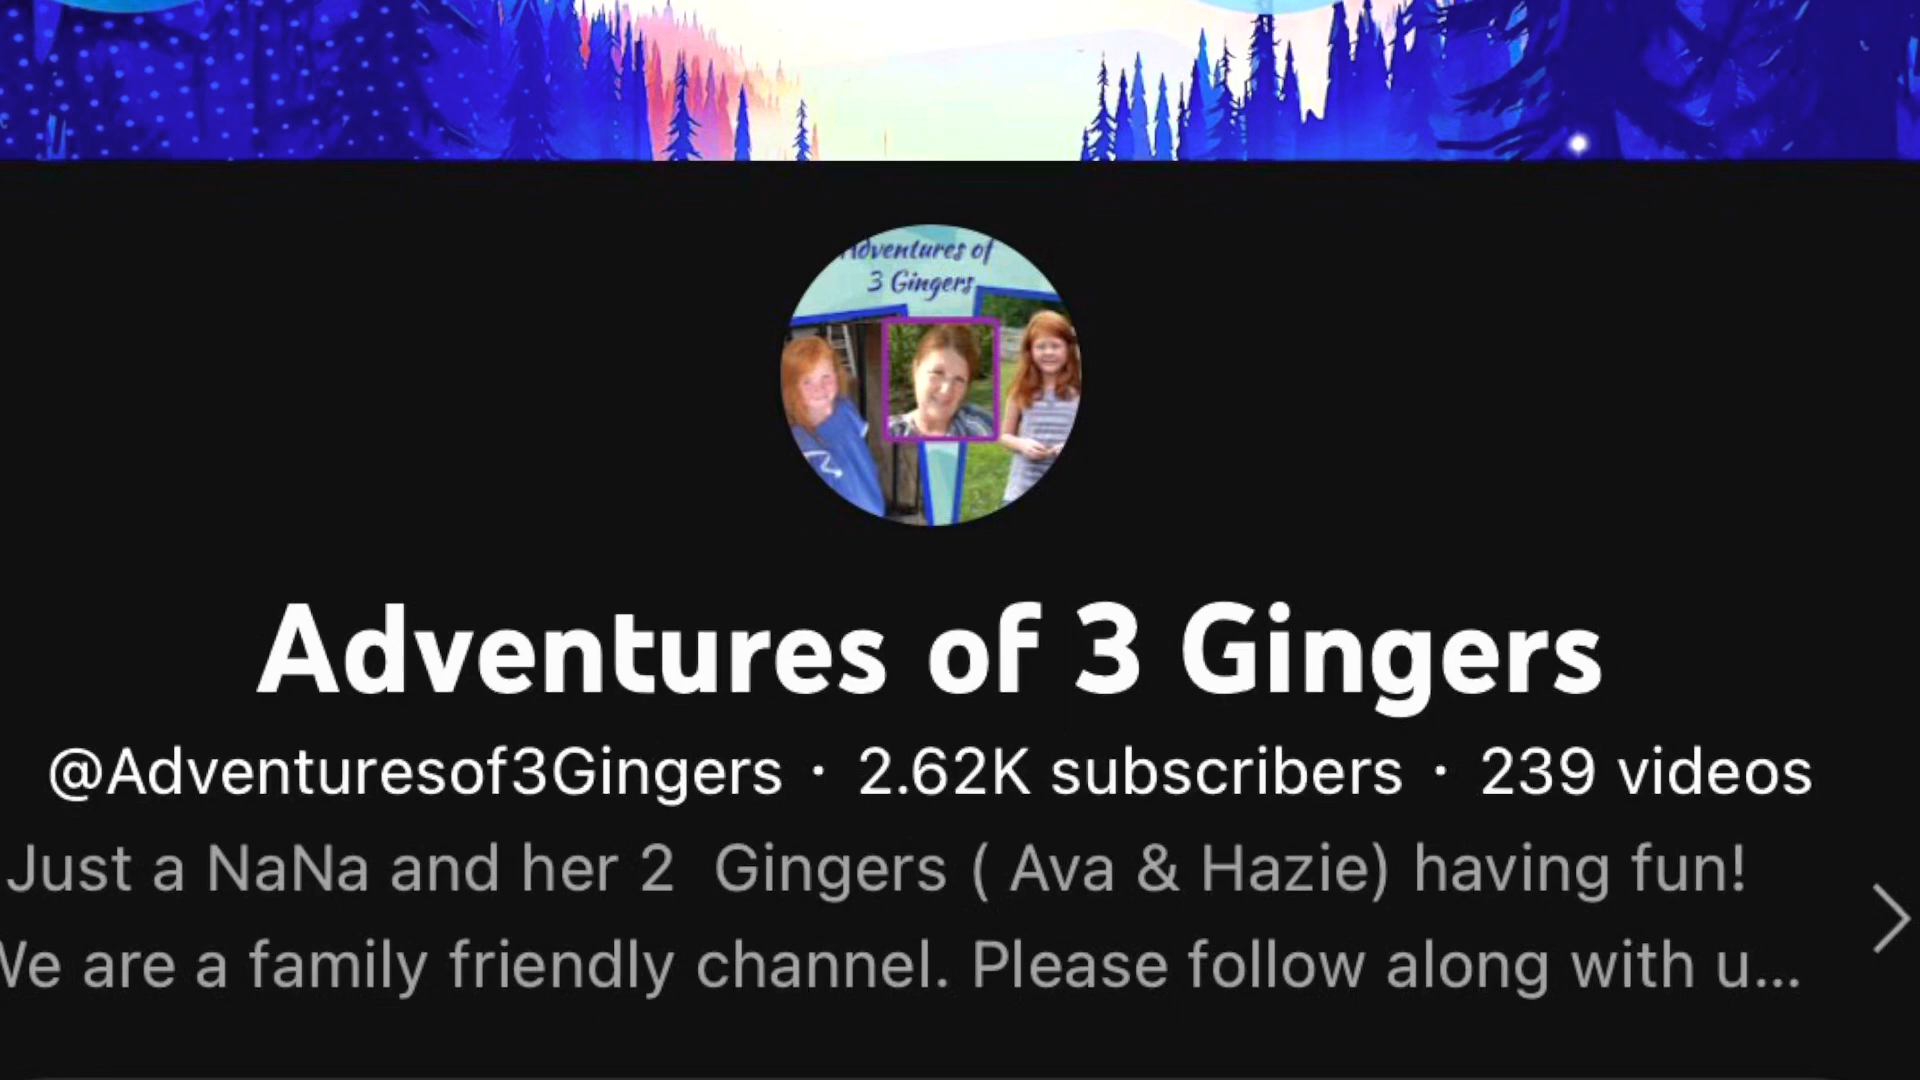 Adventures of
3 Gingers
Adventures of 3 Gingers
@Adventuresof3Gingers · 2.62K subscribers · 239 videos
Just a NaNa and her 2  Gingers ( Ava & Hazie) having fun!
We are a family friendly channel. Please follow along with u...